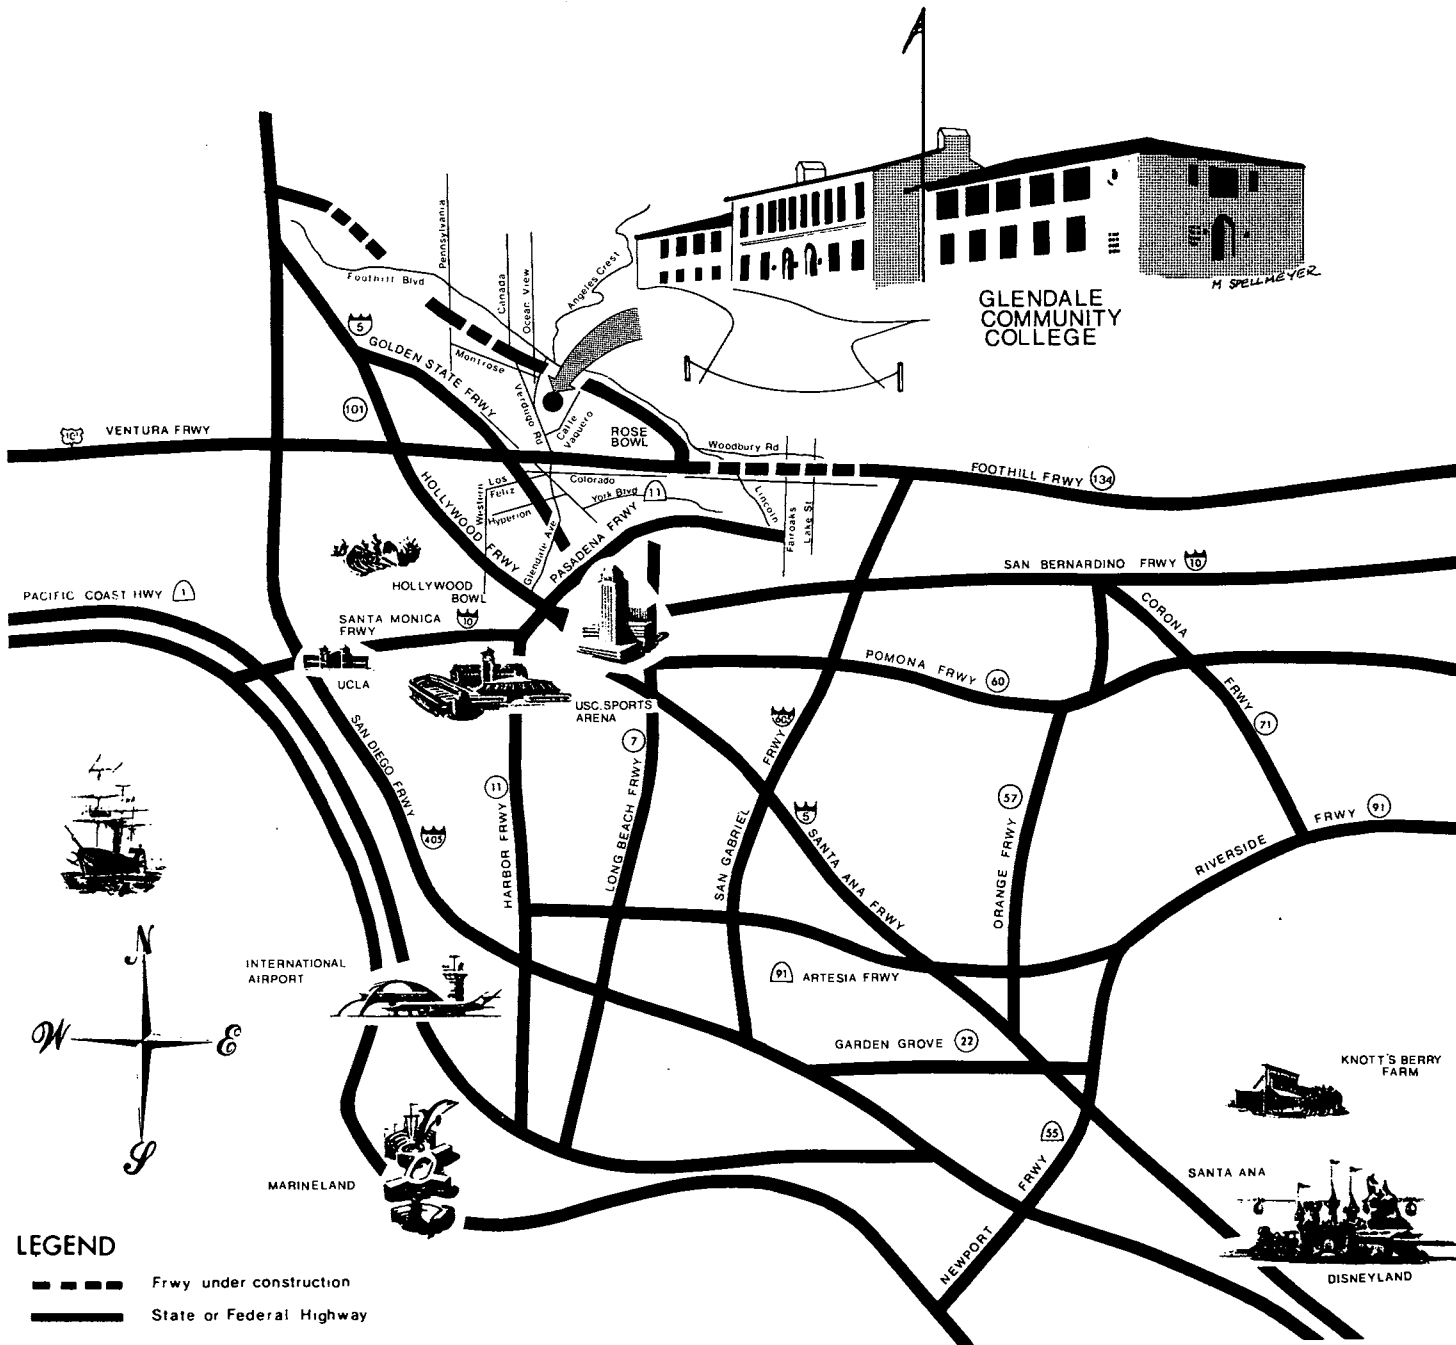 M SPELLMEYER
GLENDALE
COMMUNITY
COLLEGE
Pennsylvania
Canada
Ocean View
Angeles Crest
Foothill Blvd
Montrose
Verdugo Rd
Calle
Vaquero
5
GOLDEN STATE FRWY
101
101
VENTURA FRWY
ROSE
BOWL
Woodbury Rd
FOOTHILL FRWY
134
HOLLYWOOD FRWY
Western
Los
Feliz
Hyperion
Colorado
York Blvd
11
Glendale Ave
PASADENA FRWY
Lincoln
Fairoaks
Lake St
SAN BERNARDINO FRWY
10
HOLLYWOOD
BOWL
PACIFIC COAST HWY
1
SANTA MONICA
FRWY
10
CORONA
FRWY
71
UCLA
USC. SPORTS
ARENA
POMONA FRWY
60
SAN DIEGO FRWY
405
11
HARBOR FRWY
7
LONG BEACH FRWY
605
SAN GABRIEL
FRWY
5
SANTA ANA FRWY
57
ORANGE FRWY
RIVERSIDE
FRWY
91
N
W
E
S
INTERNATIONAL
AIRPORT
91
ARTESIA FRWY
GARDEN GROVE
22
KNOTT'S BERRY
FARM
55
NEWPORT
FRWY
MARINELAND
SANTA ANA
DISNEYLAND
LEGEND
Frwy under construction
State or Federal Highway